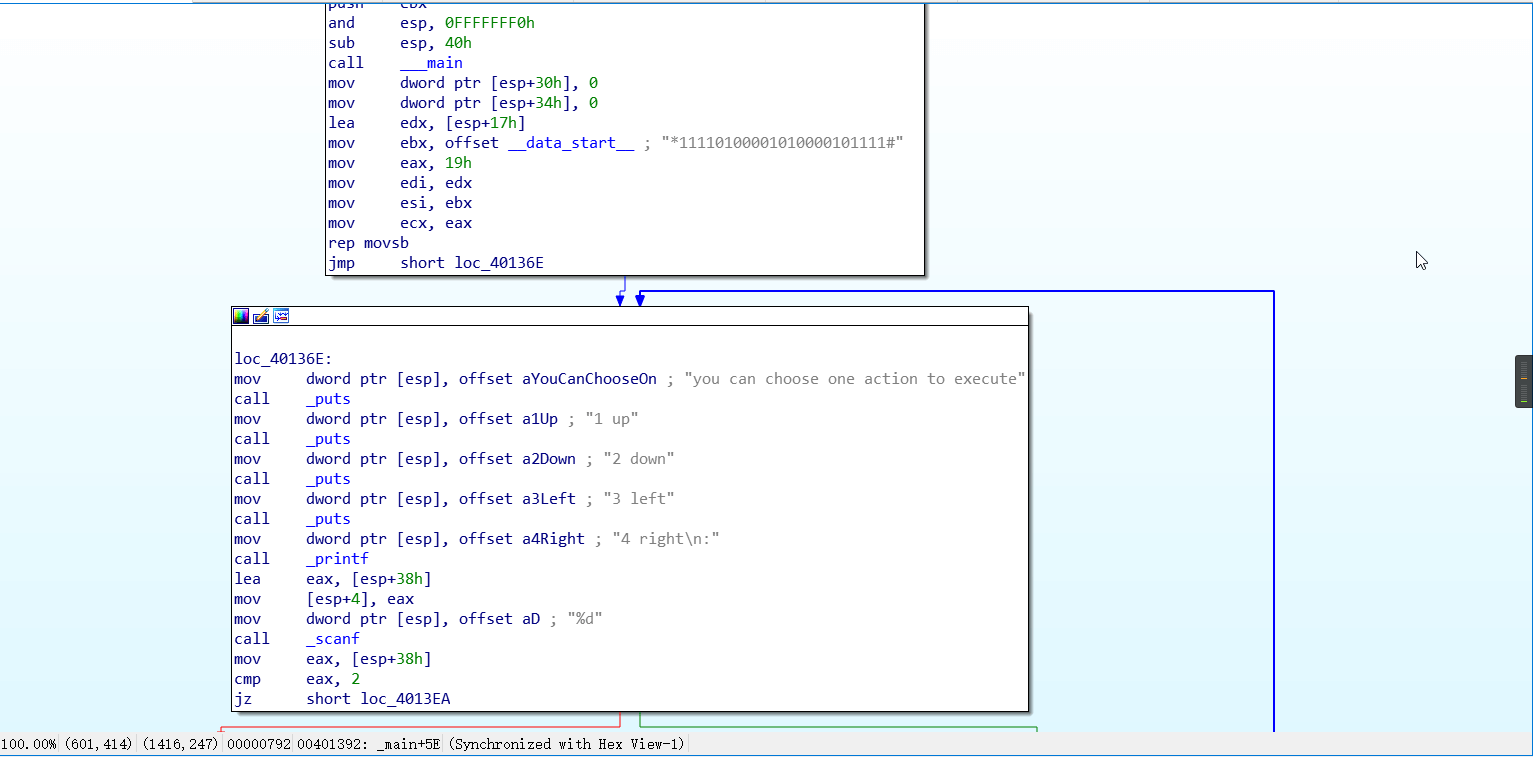 push ebx
and esp, 0FFFFFFF0h
sub esp, 40h
call ___main
mov dword ptr [esp+30h], 0
mov dword ptr [esp+34h], 0
lea edx, [esp+17h]
mov ebx, offset __data_start__ ; "*11110100001010000101111#"
mov eax, 19h
mov edi, edx
mov esi, ebx
mov ecx, eax
rep movsb
jmp short loc_40136E
loc_40136E:
mov dword ptr [esp], offset aYouCanChooseOn ; "you can choose one action to execute"
call _puts
mov dword ptr [esp], offset a1Up ; "1 up"
call _puts
mov dword ptr [esp], offset a2Down ; "2 down"
call _puts
mov dword ptr [esp], offset a3Left ; "3 left"
call _puts
mov dword ptr [esp], offset a4Right ; "4 right\n:"
call _printf
lea eax, [esp+38h]
mov [esp+4], eax
mov dword ptr [esp], offset aD ; "%d"
call _scanf
mov eax, [esp+38h]
cmp eax, 2
jz short loc_4013EA
100.00% (601,414) (1416,247) 00000792 00401392: _main+5E (Synchronized with Hex View-1)